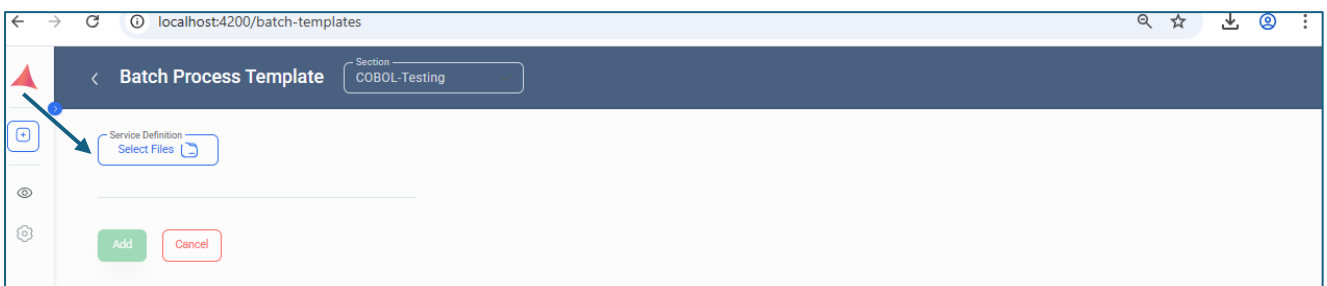 localhost:4200/batch-templates
Batch Process Template
Section
COBOL-Testing
Service Definition
Select Files
Add
Cancel